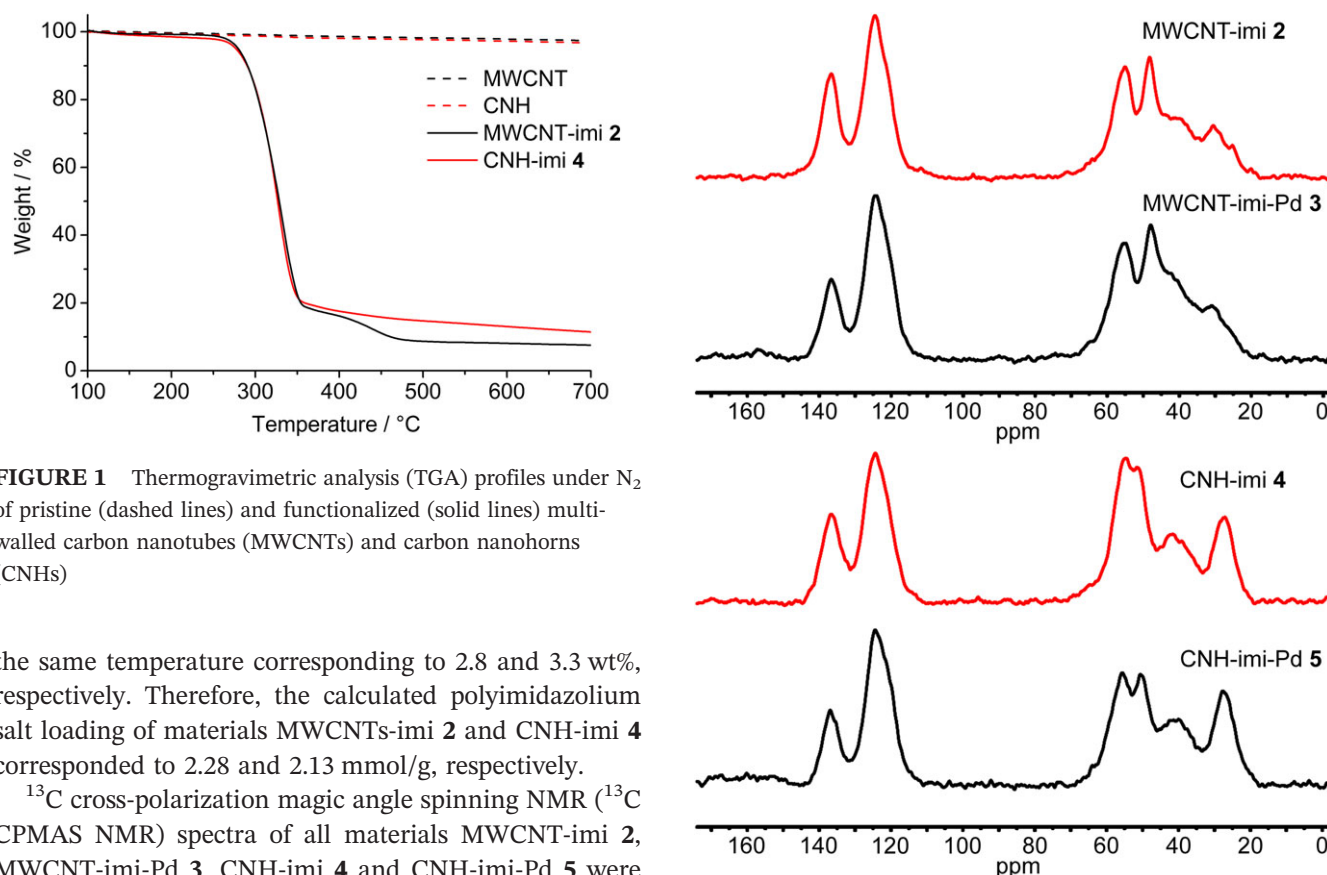 100
80
60
40
20
0
Weight / %
MWCNT
CNH
MWCNT-imi 2
CNH-imi 4
100 200 300 400 500 600 700
Temperature / °C
FIGURE 1 Thermogravimetric analysis (TGA) profiles under N₂
of pristine (dashed lines) and functionalized (solid lines) multi-
walled carbon nanotubes (MWCNTs) and carbon nanohorns
(CNHs)
the same temperature corresponding to 2.8 and 3.3 wt%,
respectively. Therefore, the calculated polyimidazolium
salt loading of materials MWCNTs-imi 2 and CNH-imi 4
corresponded to 2.28 and 2.13 mmol/g, respectively.
¹³C cross-polarization magic angle spinning NMR (¹³C
CPMAS NMR) spectra of all materials MWCNT-imi 2,
MWCNT-imi-Pd 3, CNH-imi 4 and CNH-imi-Pd 5 were
MWCNT-imi 2
MWCNT-imi-Pd 3
160 140 120 100 80 60 40 20 0
ppm
CNH-imi 4
CNH-imi-Pd 5
160 140 120 100 80 60 40 20 0
ppm